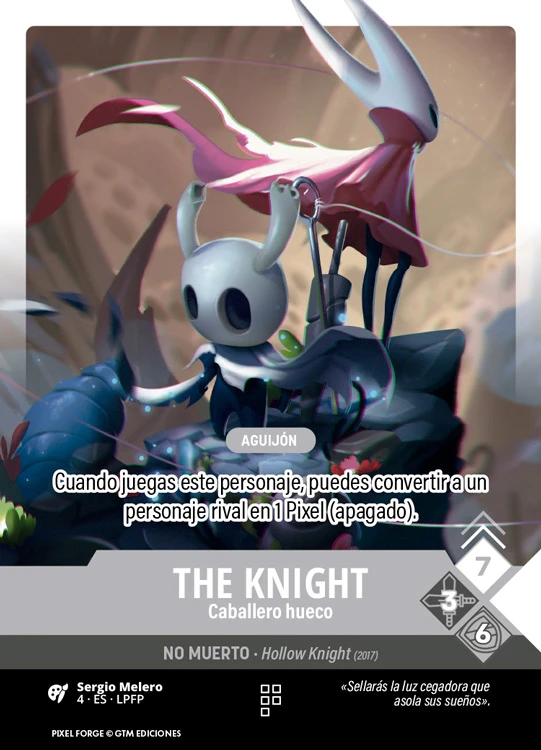 AGUIJÓN
Cuando juegas este personaje, puedes convertir a un
personaje rival en 1 Pixel (apagado).
7
THE KNIGHT
Caballero hueco
3
6
NO MUERTO · Hollow Knight (2017)
Sergio Melero
4 · ES · LPFP
«Sellarás la luz cegadora que
asola sus sueños».
PIXEL FORGE © GTM EDICIONES